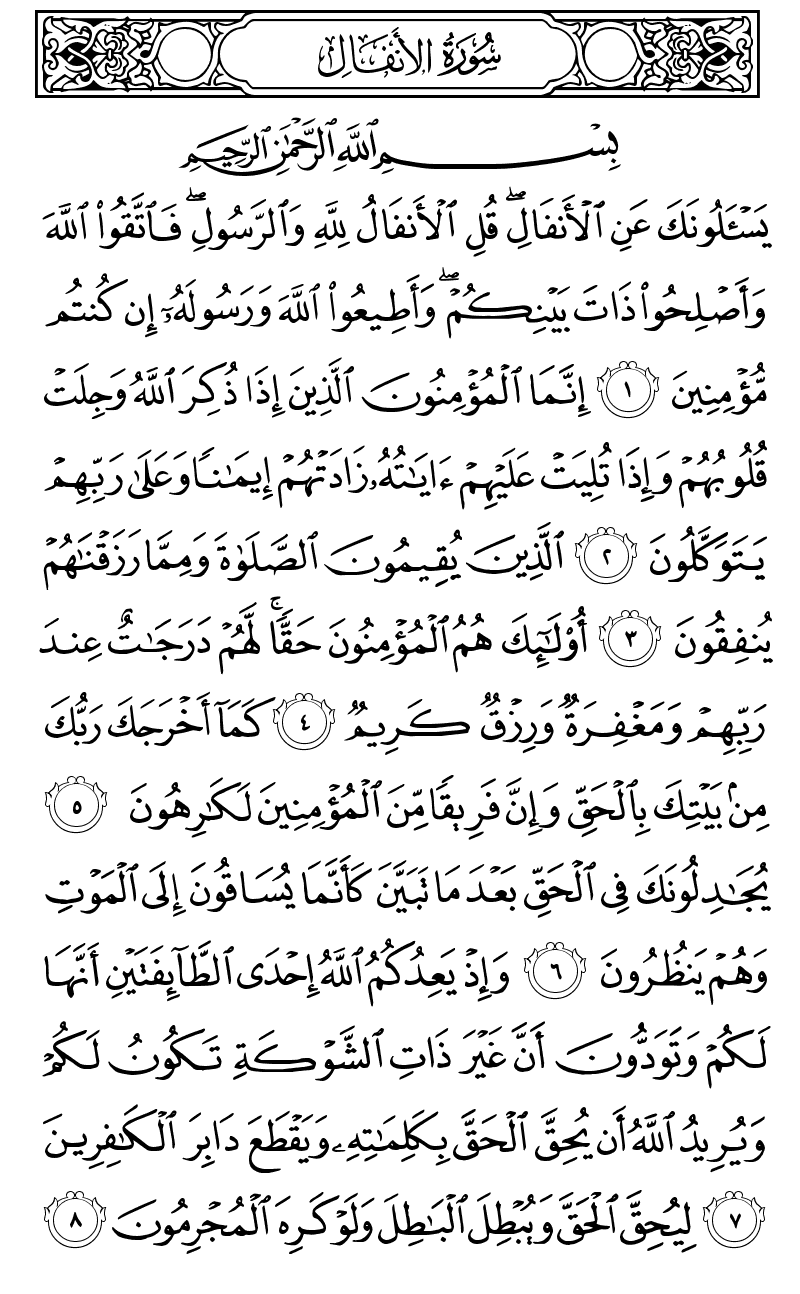 سُورَةُ الأَنفَالِ
بِسْمِ ٱللَّهِ ٱلرَّحْمَٰنِ ٱلرَّحِيمِ
يَسْـَٔلُونَكَ عَنِ ٱلْأَنفَالِ ۖ قُلِ ٱلْأَنفَالُ لِلَّهِ وَٱلرَّسُولِ ۖ فَٱتَّقُوا۟ ٱللَّهَ
وَأَصْلِحُوا۟ ذَاتَ بَيْنِكُمْ ۖ وَأَطِيعُوا۟ ٱللَّهَ وَرَسُولَهُۥٓ إِن كُنتُم
مُّؤْمِنِينَ ١ إِنَّمَا ٱلْمُؤْمِنُونَ ٱلَّذِينَ إِذَا ذُكِرَ ٱللَّهُ وَجِلَتْ
قُلُوبُهُمْ وَإِذَا تُلِيَتْ عَلَيْهِمْ ءَايَٰتُهُۥ زَادَتْهُمْ إِيمَٰنًا وَعَلَىٰ رَبِّهِمْ
يَتَوَكَّلُونَ ٢ ٱلَّذِينَ يُقِيمُونَ ٱلصَّلَوٰةَ وَمِمَّا رَزَقْنَٰهُمْ
يُنفِقُونَ ٣ أُو۟لَٰٓئِكَ هُمُ ٱلْمُؤْمِنُونَ حَقًّا ۚ لَّهُمْ دَرَجَٰتٌ عِندَ
رَبِّهِمْ وَمَغْفِرَةٌ وَرِزْقٌ كَرِيمٌ ٤ كَمَآ أَخْرَجَكَ رَبُّكَ
مِنۢ بَيْتِكَ بِٱلْحَقِّ وَإِنَّ فَرِيقًا مِّنَ ٱلْمُؤْمِنِينَ لَكَٰرِهُونَ ٥
يُجَٰدِلُونَكَ فِى ٱلْحَقِّ بَعْدَ مَا تَبَيَّنَ كَأَنَّمَا يُسَاقُونَ إِلَى ٱلْمَوْتِ
وَهُمْ يَنظُرُونَ ٦ وَإِذْ يَعِدُكُمُ ٱللَّهُ إِحْدَى ٱلطَّآئِفَتَيْنِ أَنَّهَا
لَكُمْ وَتَوَدُّونَ أَنَّ غَيْرَ ذَاتِ ٱلشَّوْكَةِ تَكُونُ لَكُمْ
وَيُرِيدُ ٱللَّهُ أَن يُحِقَّ ٱلْحَقَّ بِكَلِمَٰتِهِۦ وَيَقْطَعَ دَابِرَ ٱلْكَٰفِرِينَ
٧ لِيُحِقَّ ٱلْحَقَّ وَيُبْطِلَ ٱلْبَٰطِلَ وَلَوْ كَرِهَ ٱلْمُجْرِمُونَ ٨